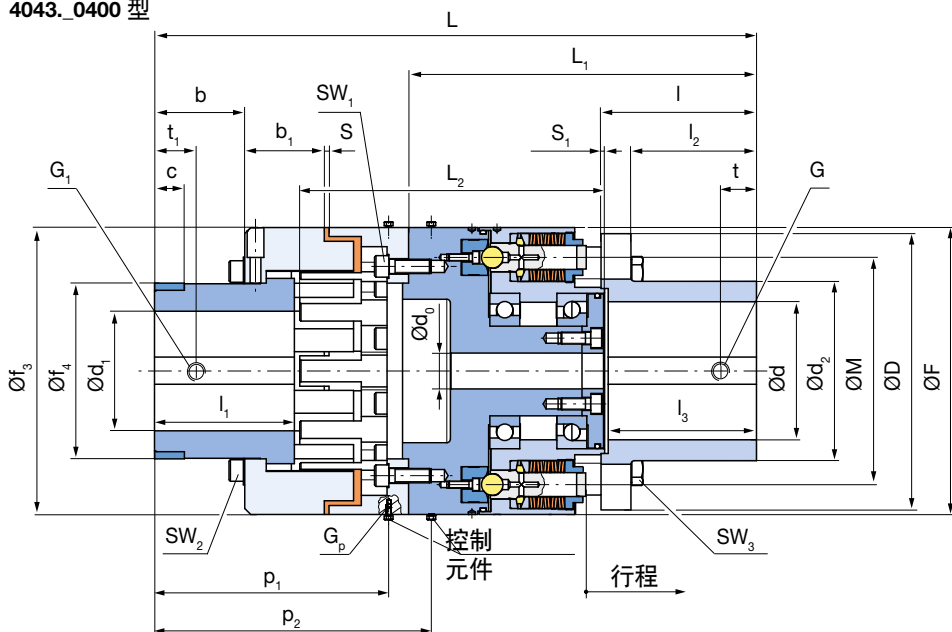 4043._0400 型
L
L₁
b
SW₁
l
t₁
b₁
S
S₁
l₂
G₁
c
L₂
t
G
Øf₃
Øf₄
Ød₁
Ød₀
Ød
Ød₂
ØM
ØD
ØF
l₁
l₃
SW₂
Gₚ
控制
元件
SW₃
p₁
行程
p₂